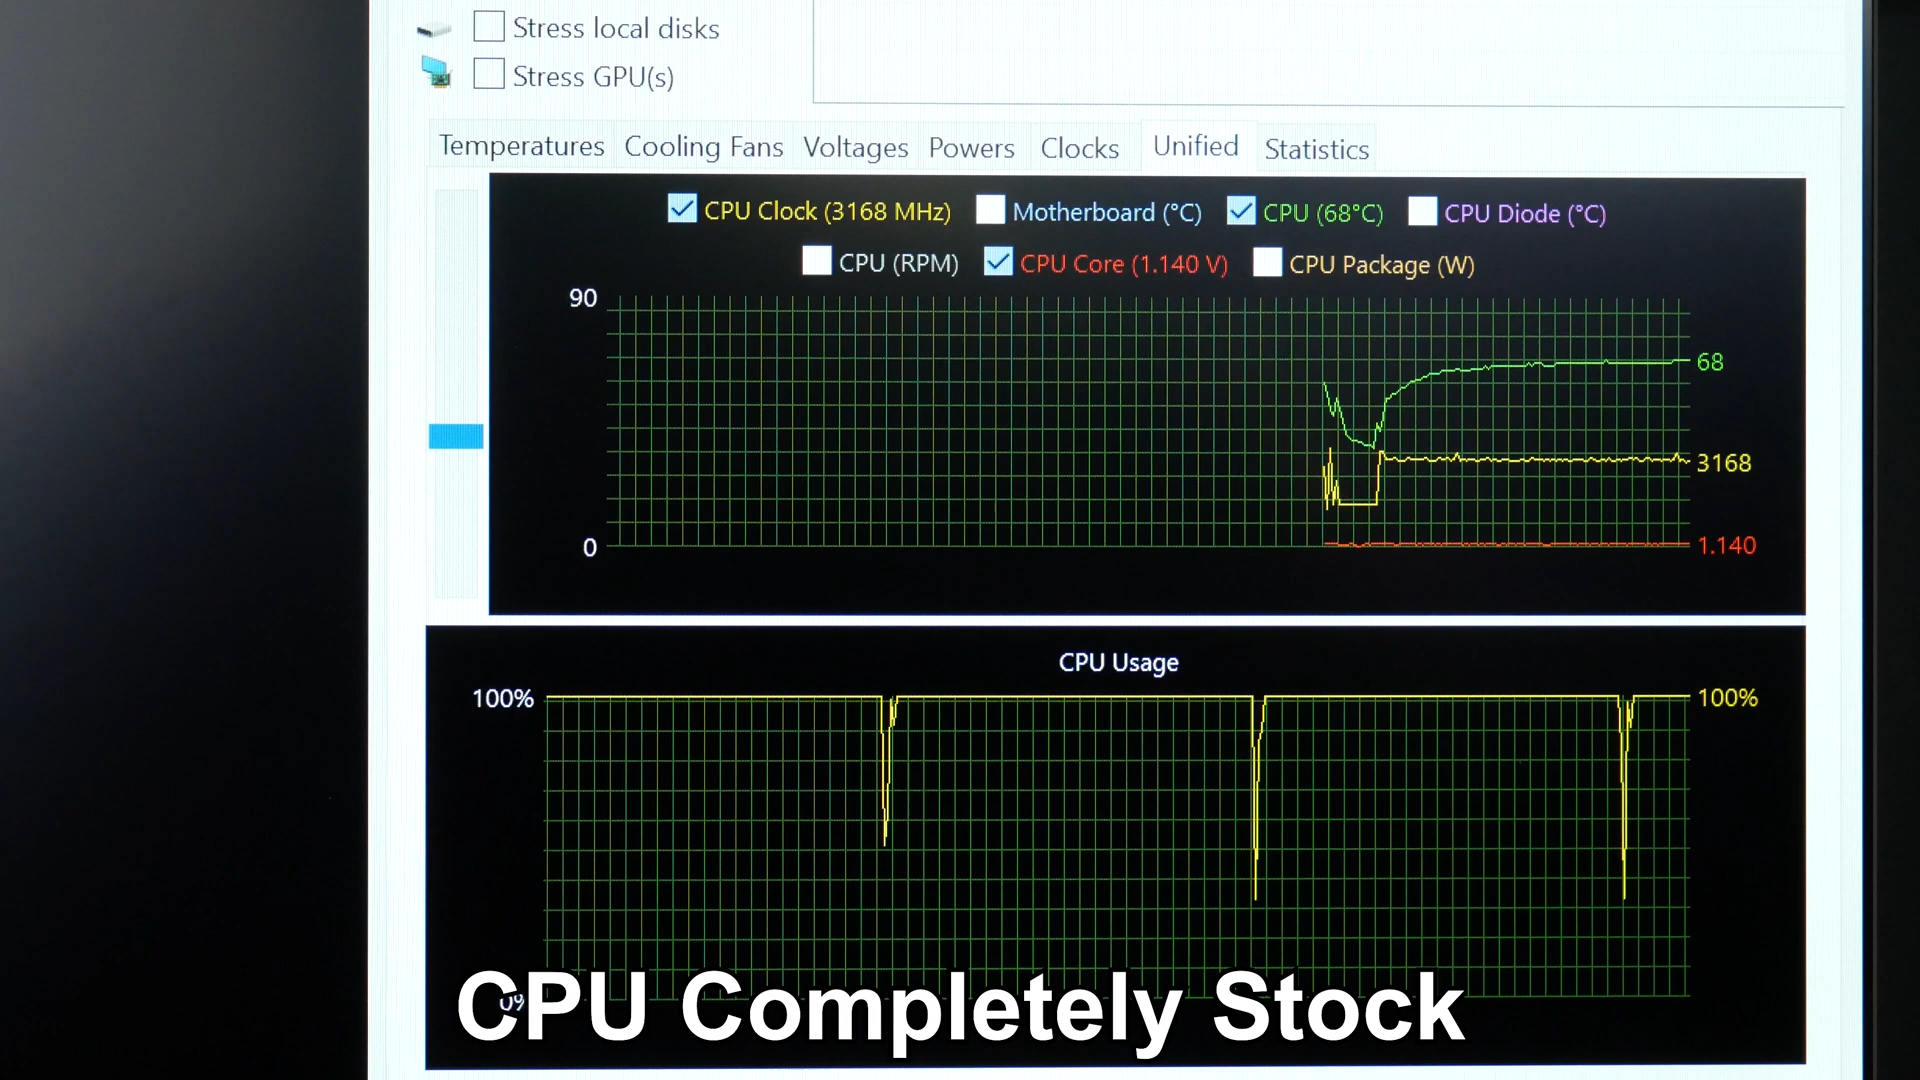 Stress local disks
Stress GPU(s)
Temperatures Cooling Fans Voltages Powers Clocks Unified Statistics
CPU Clock (3168 MHz) Motherboard (°C) CPU (68°C) CPU Diode (°C)
CPU (RPM) CPU Core (1.140 V) CPU Package (W)
90
68
3168
0
1.140
CPU Usage
100% 100%
CPU Completely Stock